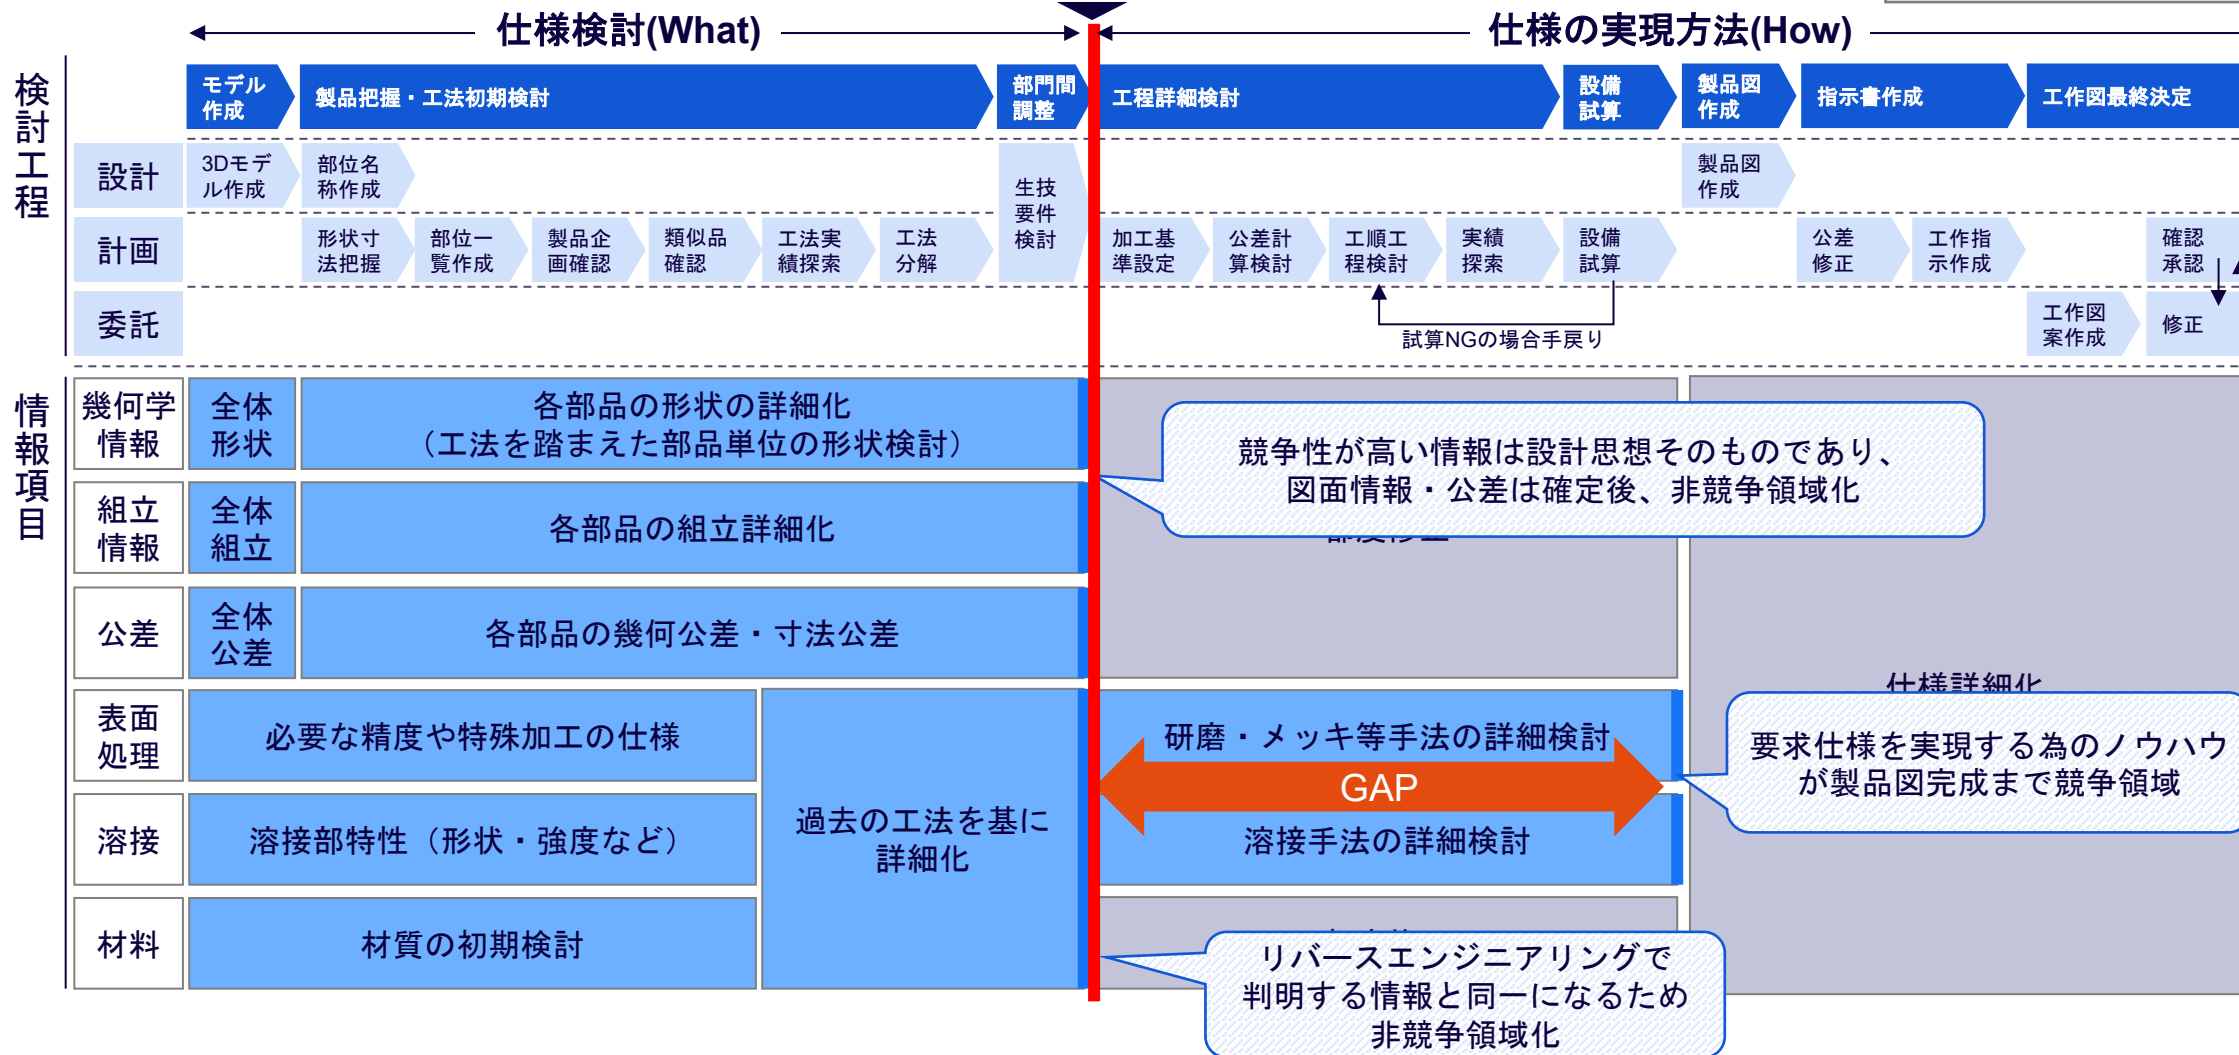 仕様検討(What)
仕様の実現方法(How)
検討工程
モデル
作成
製品把握・工法初期検討
部門間
調整
工程詳細検討
設備
試算
製品図
作成
指示書作成
工作図最終決定
設計
3Dモデ
ル作成
部位名
称作成
生技
要件
検討
製品図
作成
計画
形状寸
法把握
部位一
覧作成
製品企
画確認
類似品
確認
工法実
績探索
工法
分解
加工基
準設定
公差計
算検討
工順工
程検討
実績
探索
設備
試算
公差
修正
工作指
示作成
確認
承認
委託
試算NGの場合手戻り
工作図
案作成
修正
情報項目
幾何学
情報
全体
形状
各部品の形状の詳細化
（工法を踏まえた部品単位の形状検討）
競争性が高い情報は設計思想そのものであり、
図面情報・公差は確定後、非競争領域化
組立
情報
全体
組立
各部品の組立詳細化
公差
全体
公差
各部品の幾何公差・寸法公差
仕様詳細化
表面
処理
必要な精度や特殊加工の仕様
過去の工法を基に
詳細化
研磨・メッキ等手法の詳細検討
GAP
要求仕様を実現する為のノウハウ
が製品図完成まで競争領域
溶接
溶接部特性（形状・強度など）
溶接手法の詳細検討
材料
材質の初期検討
リバースエンジニアリングで
判明する情報と同一になるため
非競争領域化